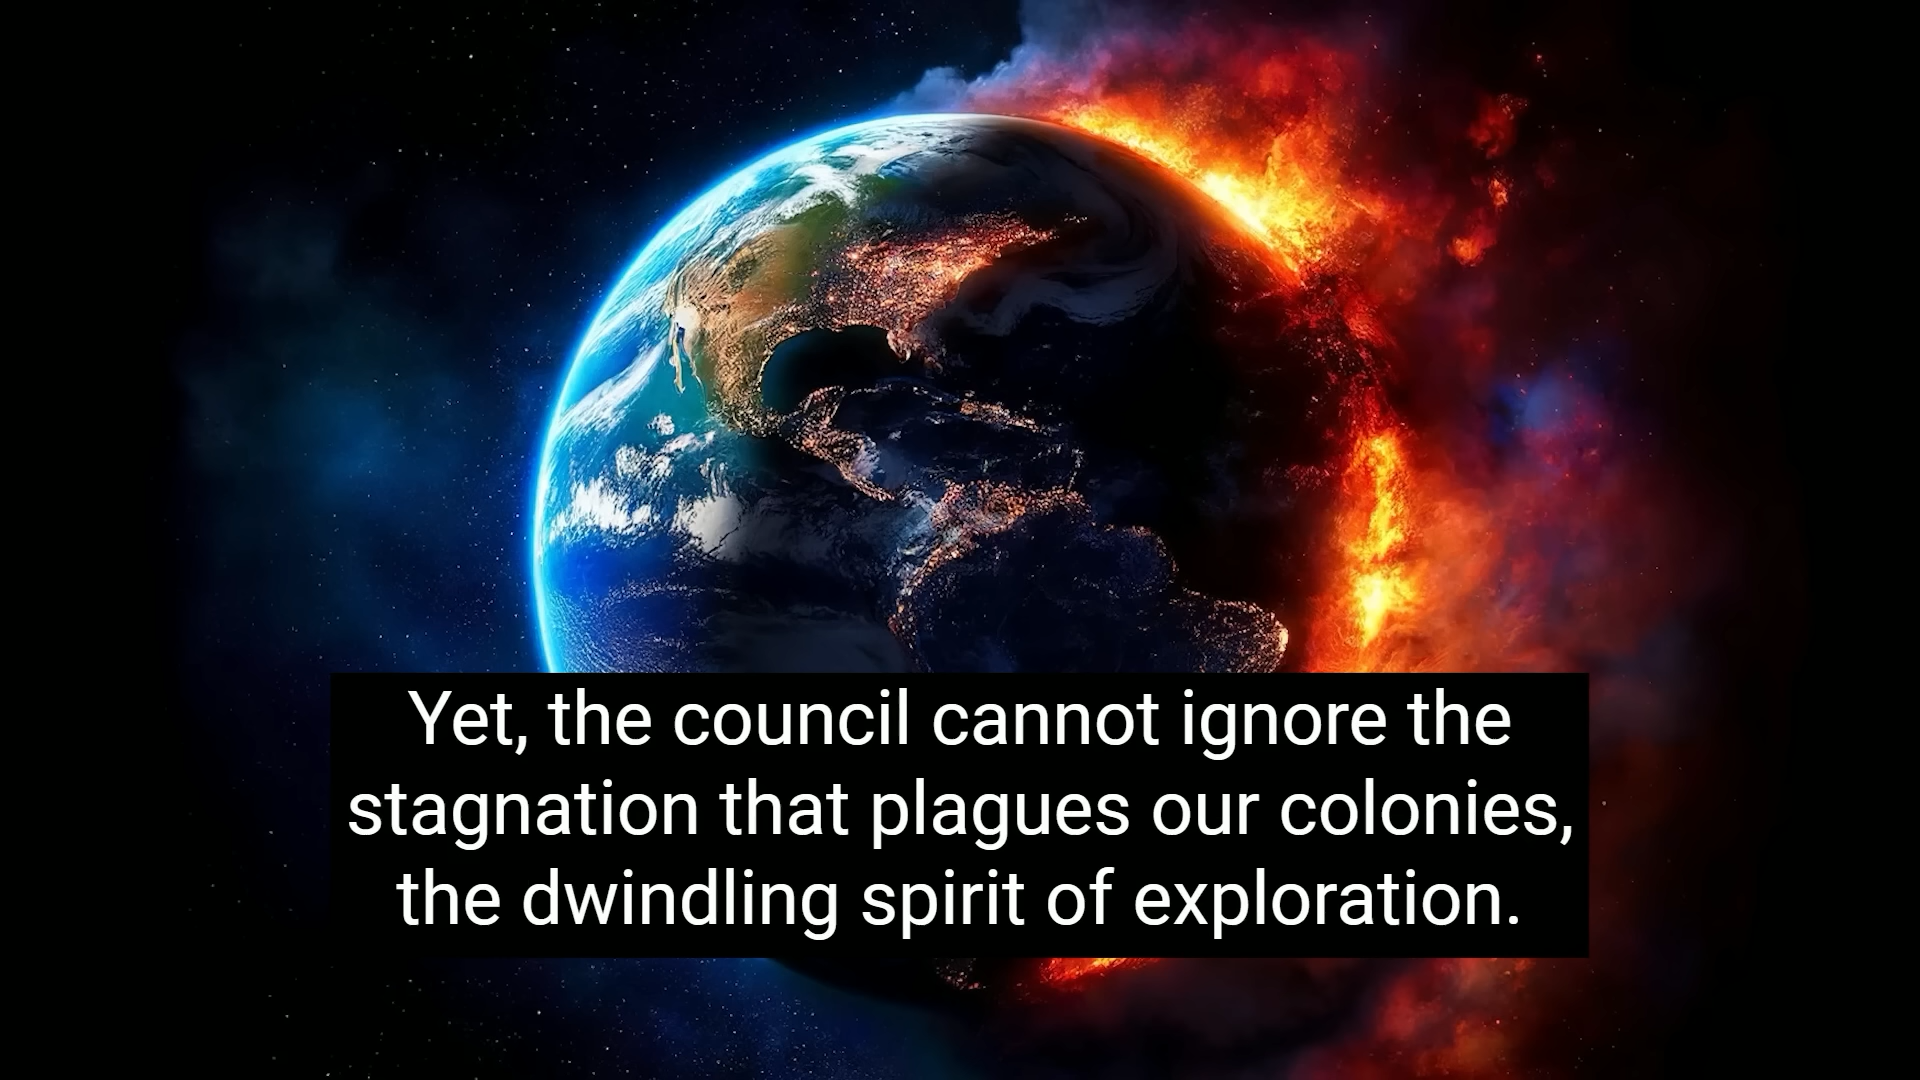 Yet, the council cannot ignore the
stagnation that plagues our colonies,
the dwindling spirit of exploration.